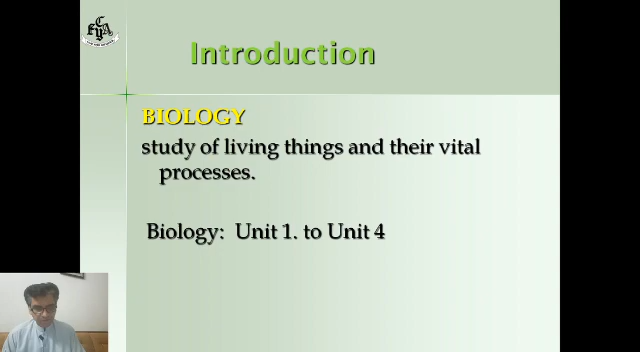 Introduction
BIOLOGY
study of living things and their vital
processes.
Biology: Unit 1. to Unit 4